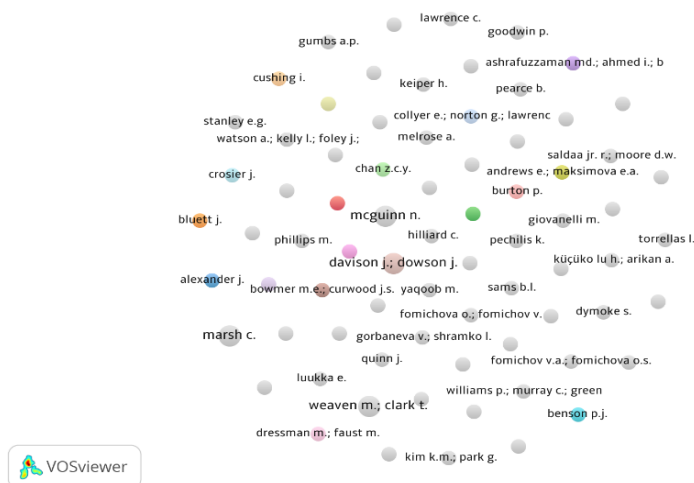 lawrence c.
goodwin p.
gumbs a.p.
ashrafuzzaman md.; ahmed i.; b
cushing i.
keiper h.
pearce b.
collyer e.; norton g.; lawrenc
stanley e.g.
watson a.; kelly l.; foley j.;
melrose a.
saldaa jr. r.; moore d.w.
chan z.c.y.
andrews e.; maksimova e.a.
crosier j.
burton p.
mcguinn n.
bluett j.
giovanelli m.
phillips m.
hilliard c.
pechilis k.
torrellas l.
davison j.; dowson j.
küçüko lu h.; arikan a.
alexander j.
bowmer m.e.; curwood j.s.
yaqoob m.
sams b.l.
fomichova o.; fomichov v.
dymoke s.
marsh c.
gorbaneva v.; shramko l.
quinn j.
fomichov v.a.; fomichova o.s.
luukka e.
williams p.; murray c.; green
weaven m.; clark t.
benson p.j.
dressman m.; faust m.
kim k.m.; park g.
VOSviewer